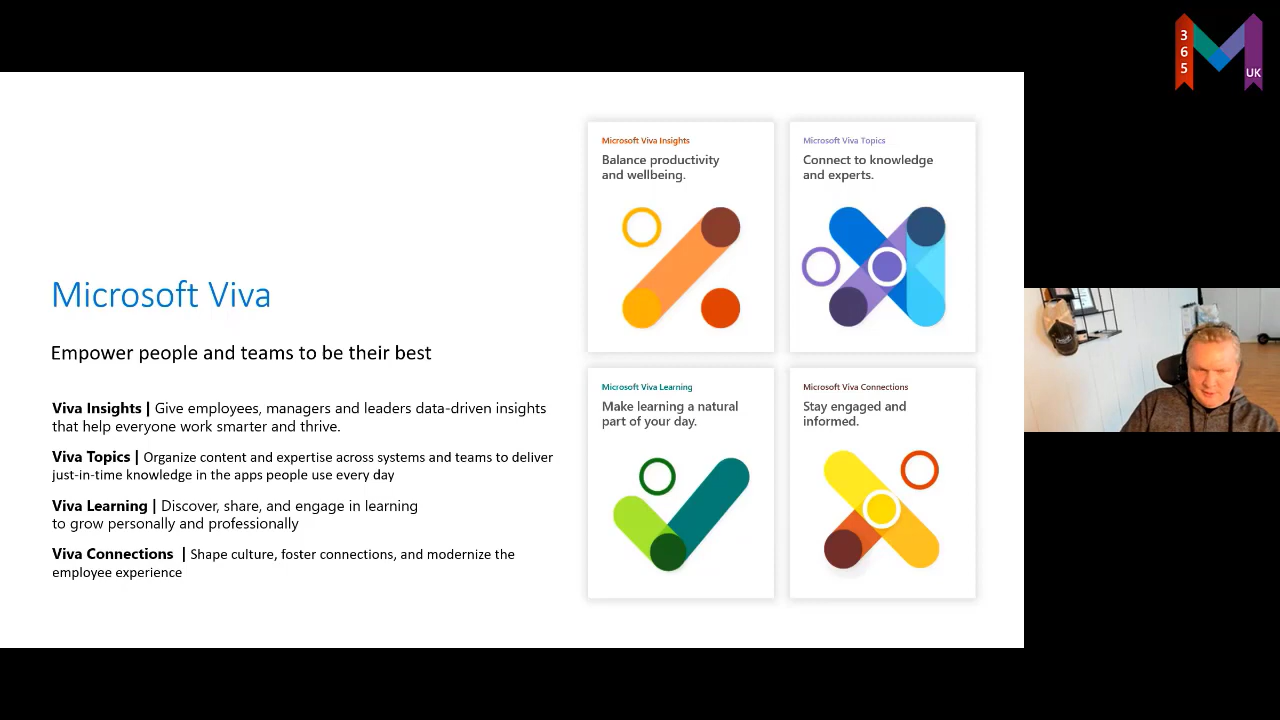 3
6
5
UK
Microsoft Viva
Empower people and teams to be their best
Viva Insights | Give employees, managers and leaders data-driven insights
that help everyone work smarter and thrive.
Viva Topics | Organize content and expertise across systems and teams to deliver
just-in-time knowledge in the apps people use every day
Viva Learning | Discover, share, and engage in learning
to grow personally and professionally
Viva Connections | Shape culture, foster connections, and modernize the
employee experience
Microsoft Viva Insights
Balance productivity
and wellbeing.
Microsoft Viva Topics
Connect to knowledge
and experts.
Microsoft Viva Learning
Make learning a natural
part of your day.
Microsoft Viva Connections
Stay engaged and
informed.